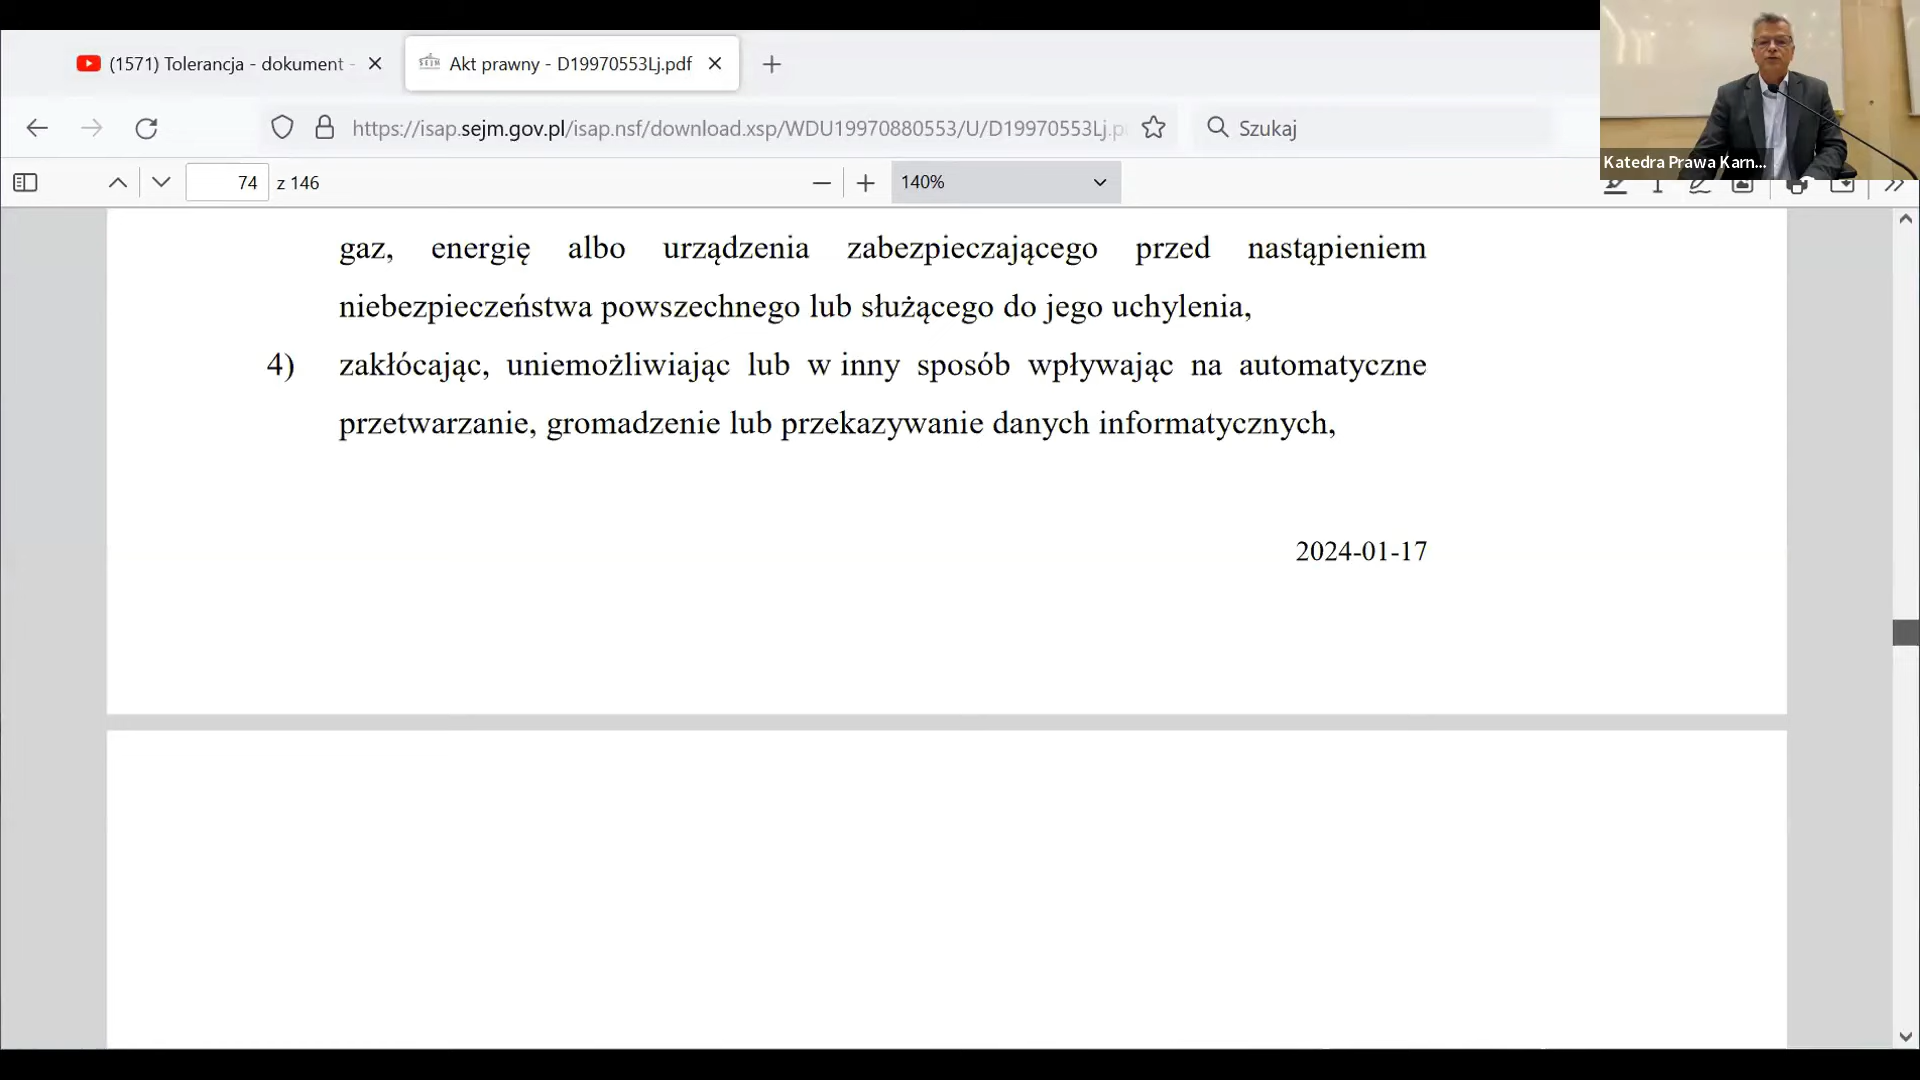 (1571) Tolerancja - dokument -
Akt prawny - D19970553Lj.pdf
https://isap.sejm.gov.pl/isap.nsf/download.xsp/WDU19970880553/U/D19970553Lj.p
Szukaj
Katedra Prawa Karn...
74 z 146
140%
gaz, energię albo urządzenia zabezpieczającego przed nastąpieniem
niebezpieczeństwa powszechnego lub służącego do jego uchylenia,
4) zakłócając, uniemożliwiając lub w inny sposób wpływając na automatyczne
przetwarzanie, gromadzenie lub przekazywanie danych informatycznych,
2024-01-17